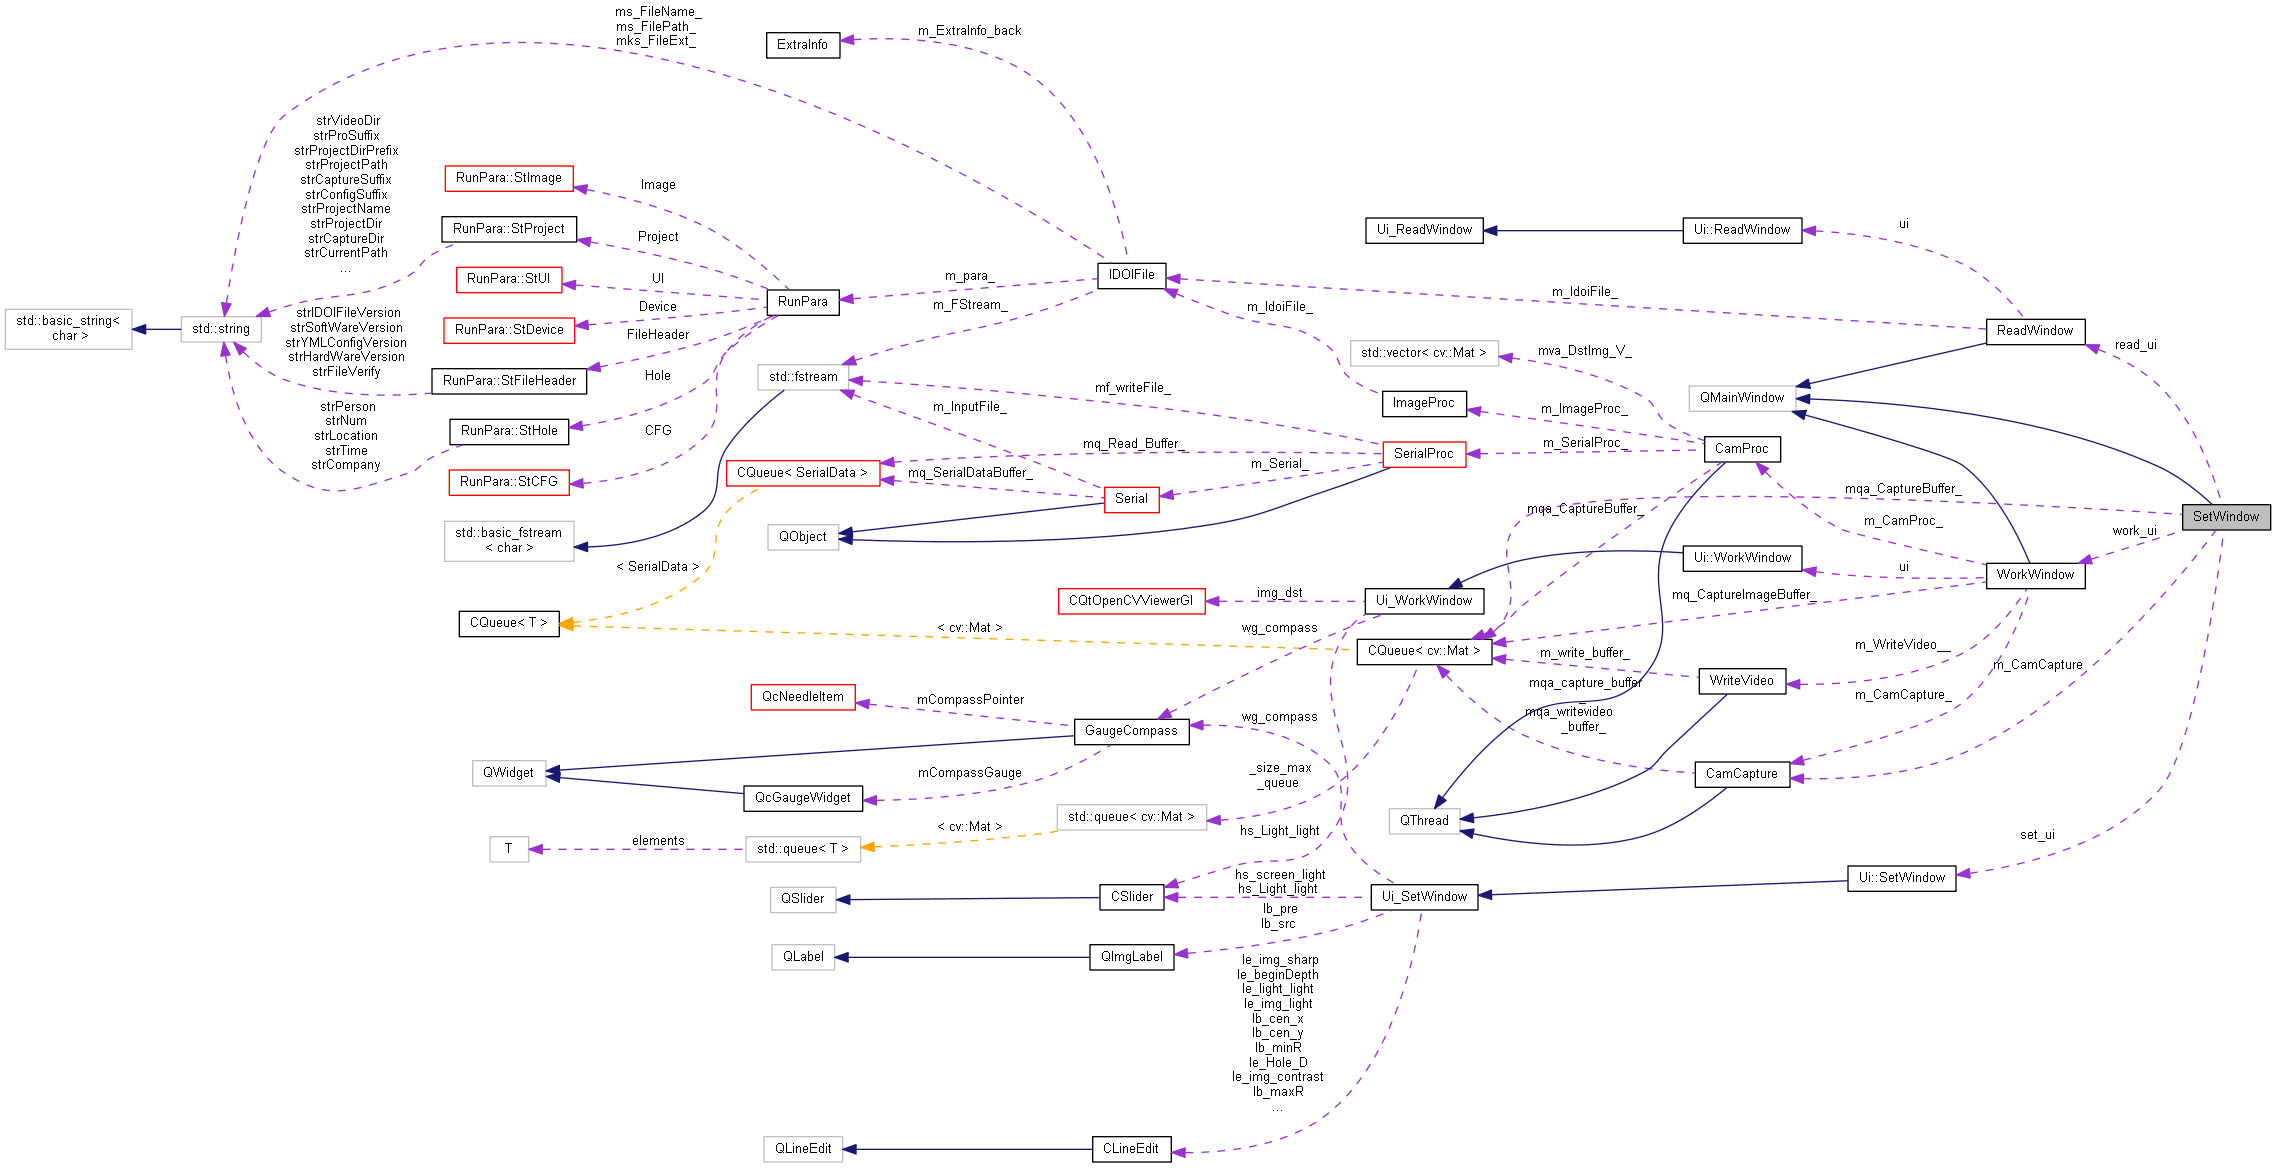 ms_FileName_
ms_FilePath_
mks_FileExt_
m_ExtraInfo_back
ExtraInfo
strVideoDir
strProSuffix
strProjectDirPrefix
strProjectPath
strCaptureSuffix
strConfigSuffix
strProjectName
strProjectDir
strCaptureDir
strCurrentPath
...
RunPara::StImage
Image
RunPara::StProject
Project
RunPara::StUI
UI
RunPara::StDevice
Device
FileHeader
RunPara::StFileHeader
Hole
RunPara::StHole
CFG
RunPara::StCFG
RunPara
m_para_
m_FStream_
IDOIFile
m_IdoiFile_
m_IdoiFile_
Ui_ReadWindow
Ui::ReadWindow
ui
ReadWindow
read_ui
std::basic_string<
char >
std::string
strIDOIFileVersion
strSoftWareVersion
strYMLConfigVersion
strHardWareVersion
strFileVerify
strPerson
strNum
strLocation
strTime
strCompany
std::fstream
std::vector< cv::Mat >
mva_DstImg_V_
QMainWindow
mf_writeFile_
m_InputFile_
ImageProc
m_ImageProc_
m_SerialProc_
CamProc
mq_Read_Buffer_
SerialProc
CQueue< SerialData >
mq_SerialDataBuffer_
m_Serial_
Serial
mqa_CaptureBuffer_
mqa_CaptureBuffer_
SetWindow
m_CamProc_
work_ui
std::basic_fstream
< char >
QObject
< SerialData >
Ui::WorkWindow
ui
WorkWindow
CQtOpenCVViewerGl
img_dst
Ui_WorkWindow
mq_CaptureImageBuffer_
CQueue< T >
< cv::Mat >
wg_compass
CQueue< cv::Mat >
m_write_buffer_
m_WriteVideo__
m_CamCapture
WriteVideo
mqa_capture_buffer
_
mqa_writevideo
_buffer_
m_CamCapture_
QcNeedleItem
mCompassPointer
wg_compass
GaugeCompass
QWidget
mCompassGauge
QcGaugeWidget
_size_max
_queue
CamCapture
std::queue< cv::Mat >
QThread
T
elements
std::queue< T >
< cv::Mat >
hs_Light_light
set_ui
hs_screen_light
hs_Light_light
QSlider
CSlider
Ui_SetWindow
Ui::SetWindow
lb_pre
lb_src
QLabel
QImgLabel
le_img_sharp
le_beginDepth
le_light_light
le_img_light
lb_cen_x
lb_cen_y
lb_minR
le_Hole_D
le_img_contrast
lb_maxR
...
QLineEdit
CLineEdit